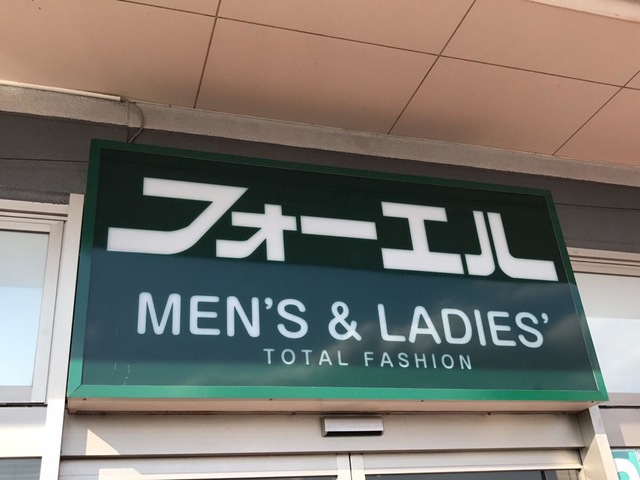 フォーエル
MEN'S & LADIES'
TOTAL FASHION